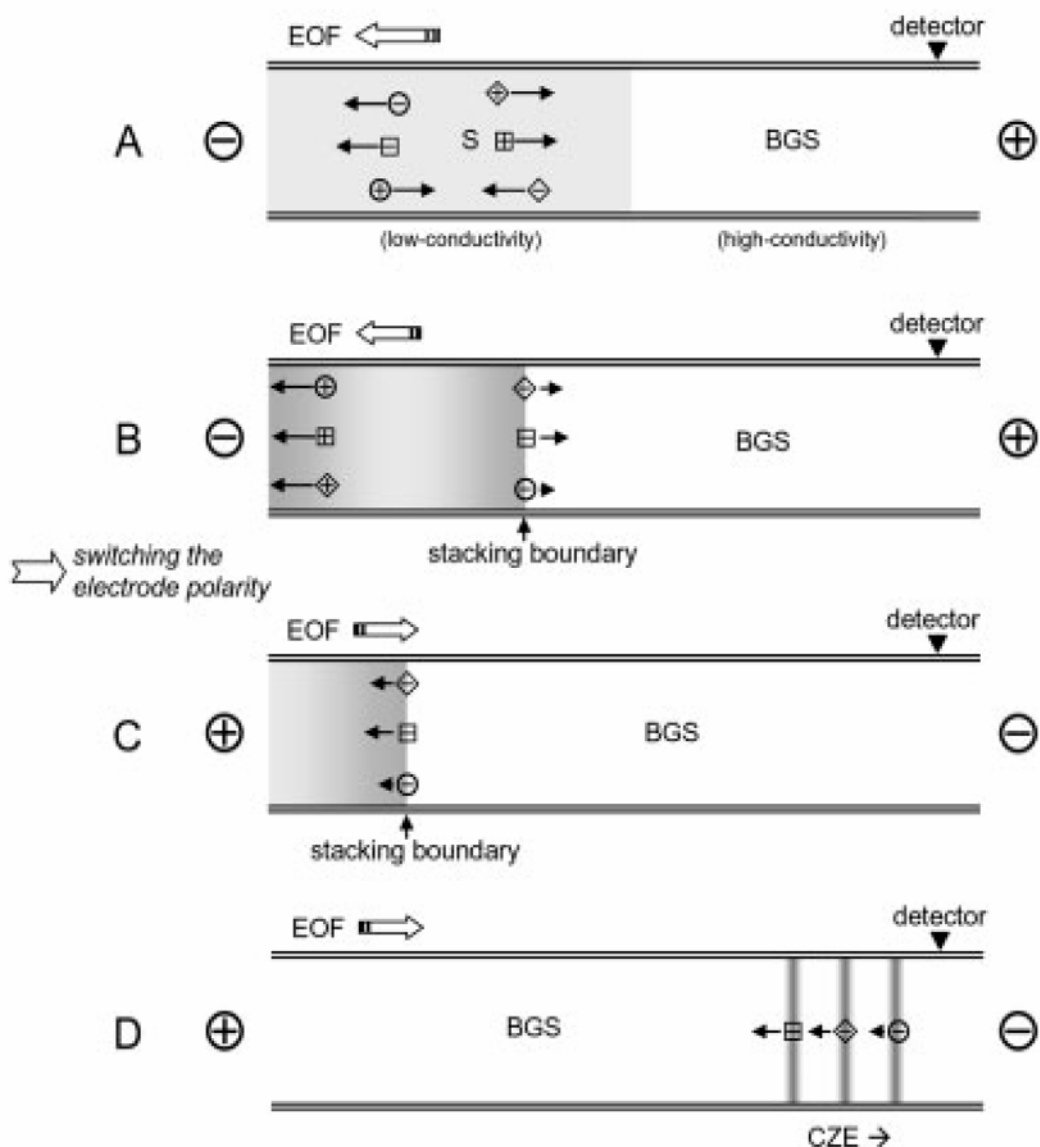 EOF
detector
A
S
BGS
(low-conductivity)
(high-conductivity)
EOF
detector
B
BGS
stacking boundary
switching the
electrode polarity
EOF
detector
C
BGS
stacking boundary
EOF
detector
D
BGS
CZE →